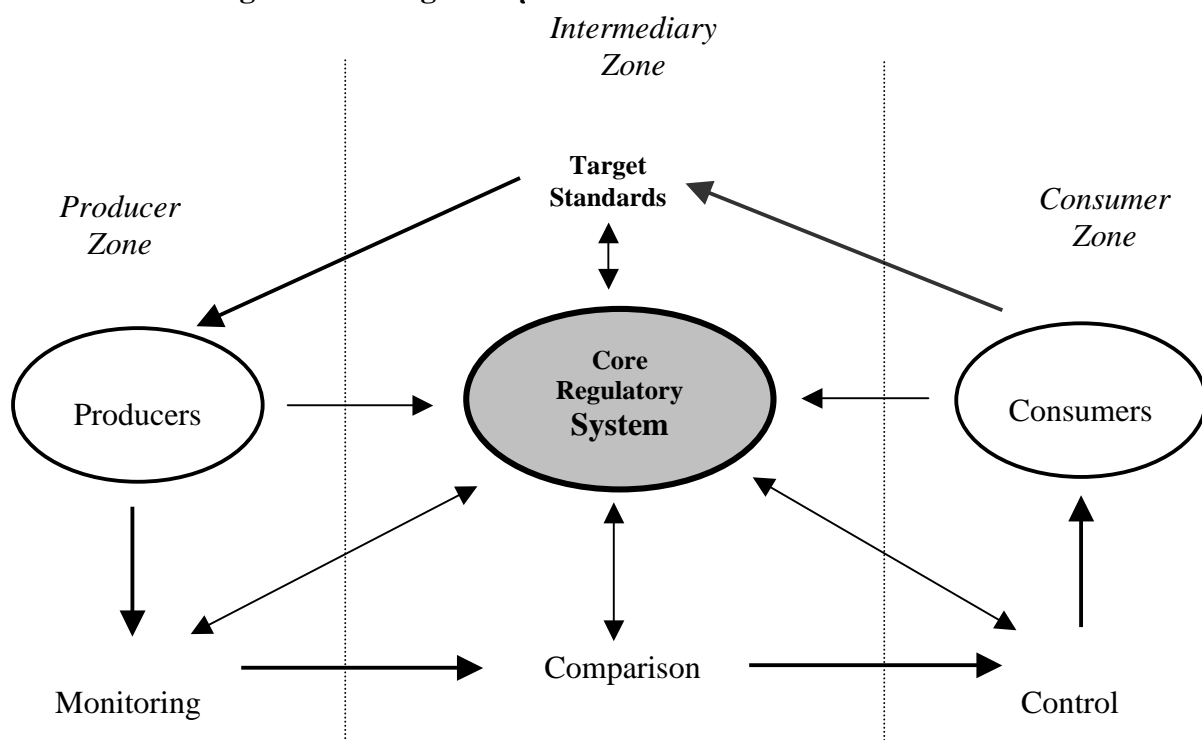 Intermediary
Zone
Target
Standards
Producer
Zone
Consumer
Zone
Core
Regulatory
System
Producers
Consumers
Comparison
Monitoring
Control